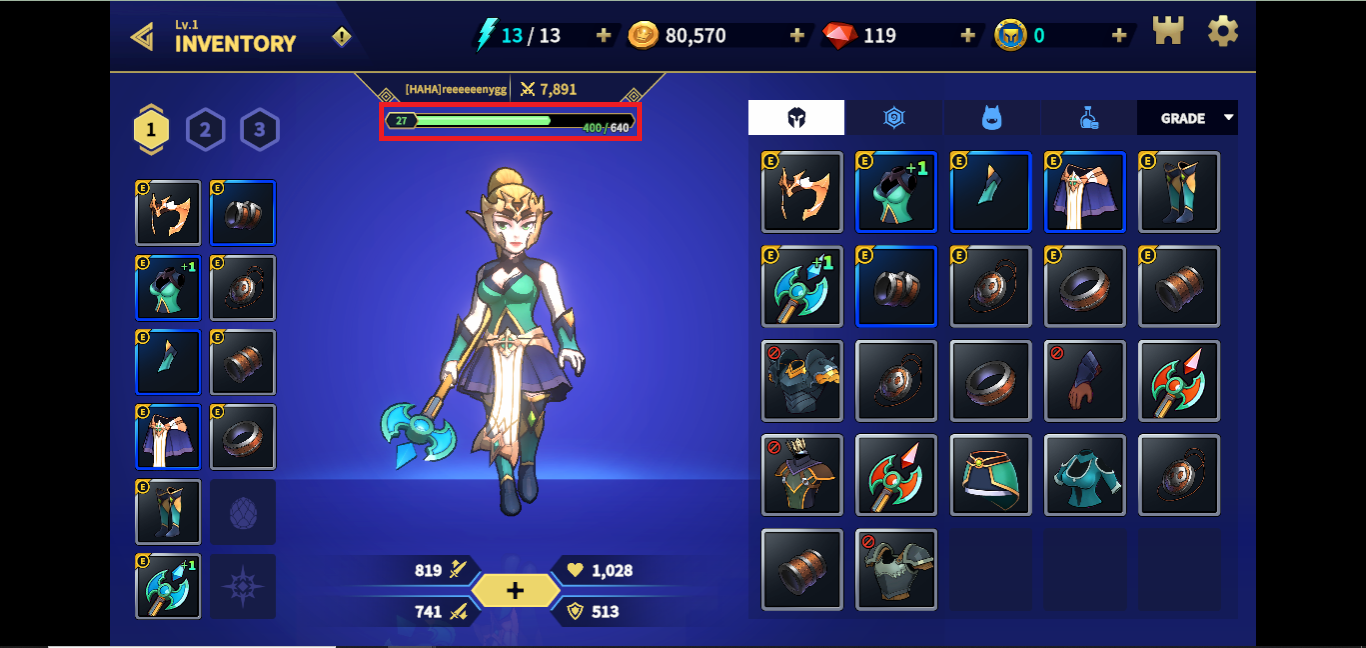 Lv.1
INVENTORY
13 / 13
80,570
119
0
[HAHA]reeeeeenygg
7,891
27
400 / 640
1
2
3
GRADE
E
E
E
+1
E
E
E
E
E
E
E
+1
E
E
+1
E
E
E
E
+1
E
E
E
E
819
1,028
741
513